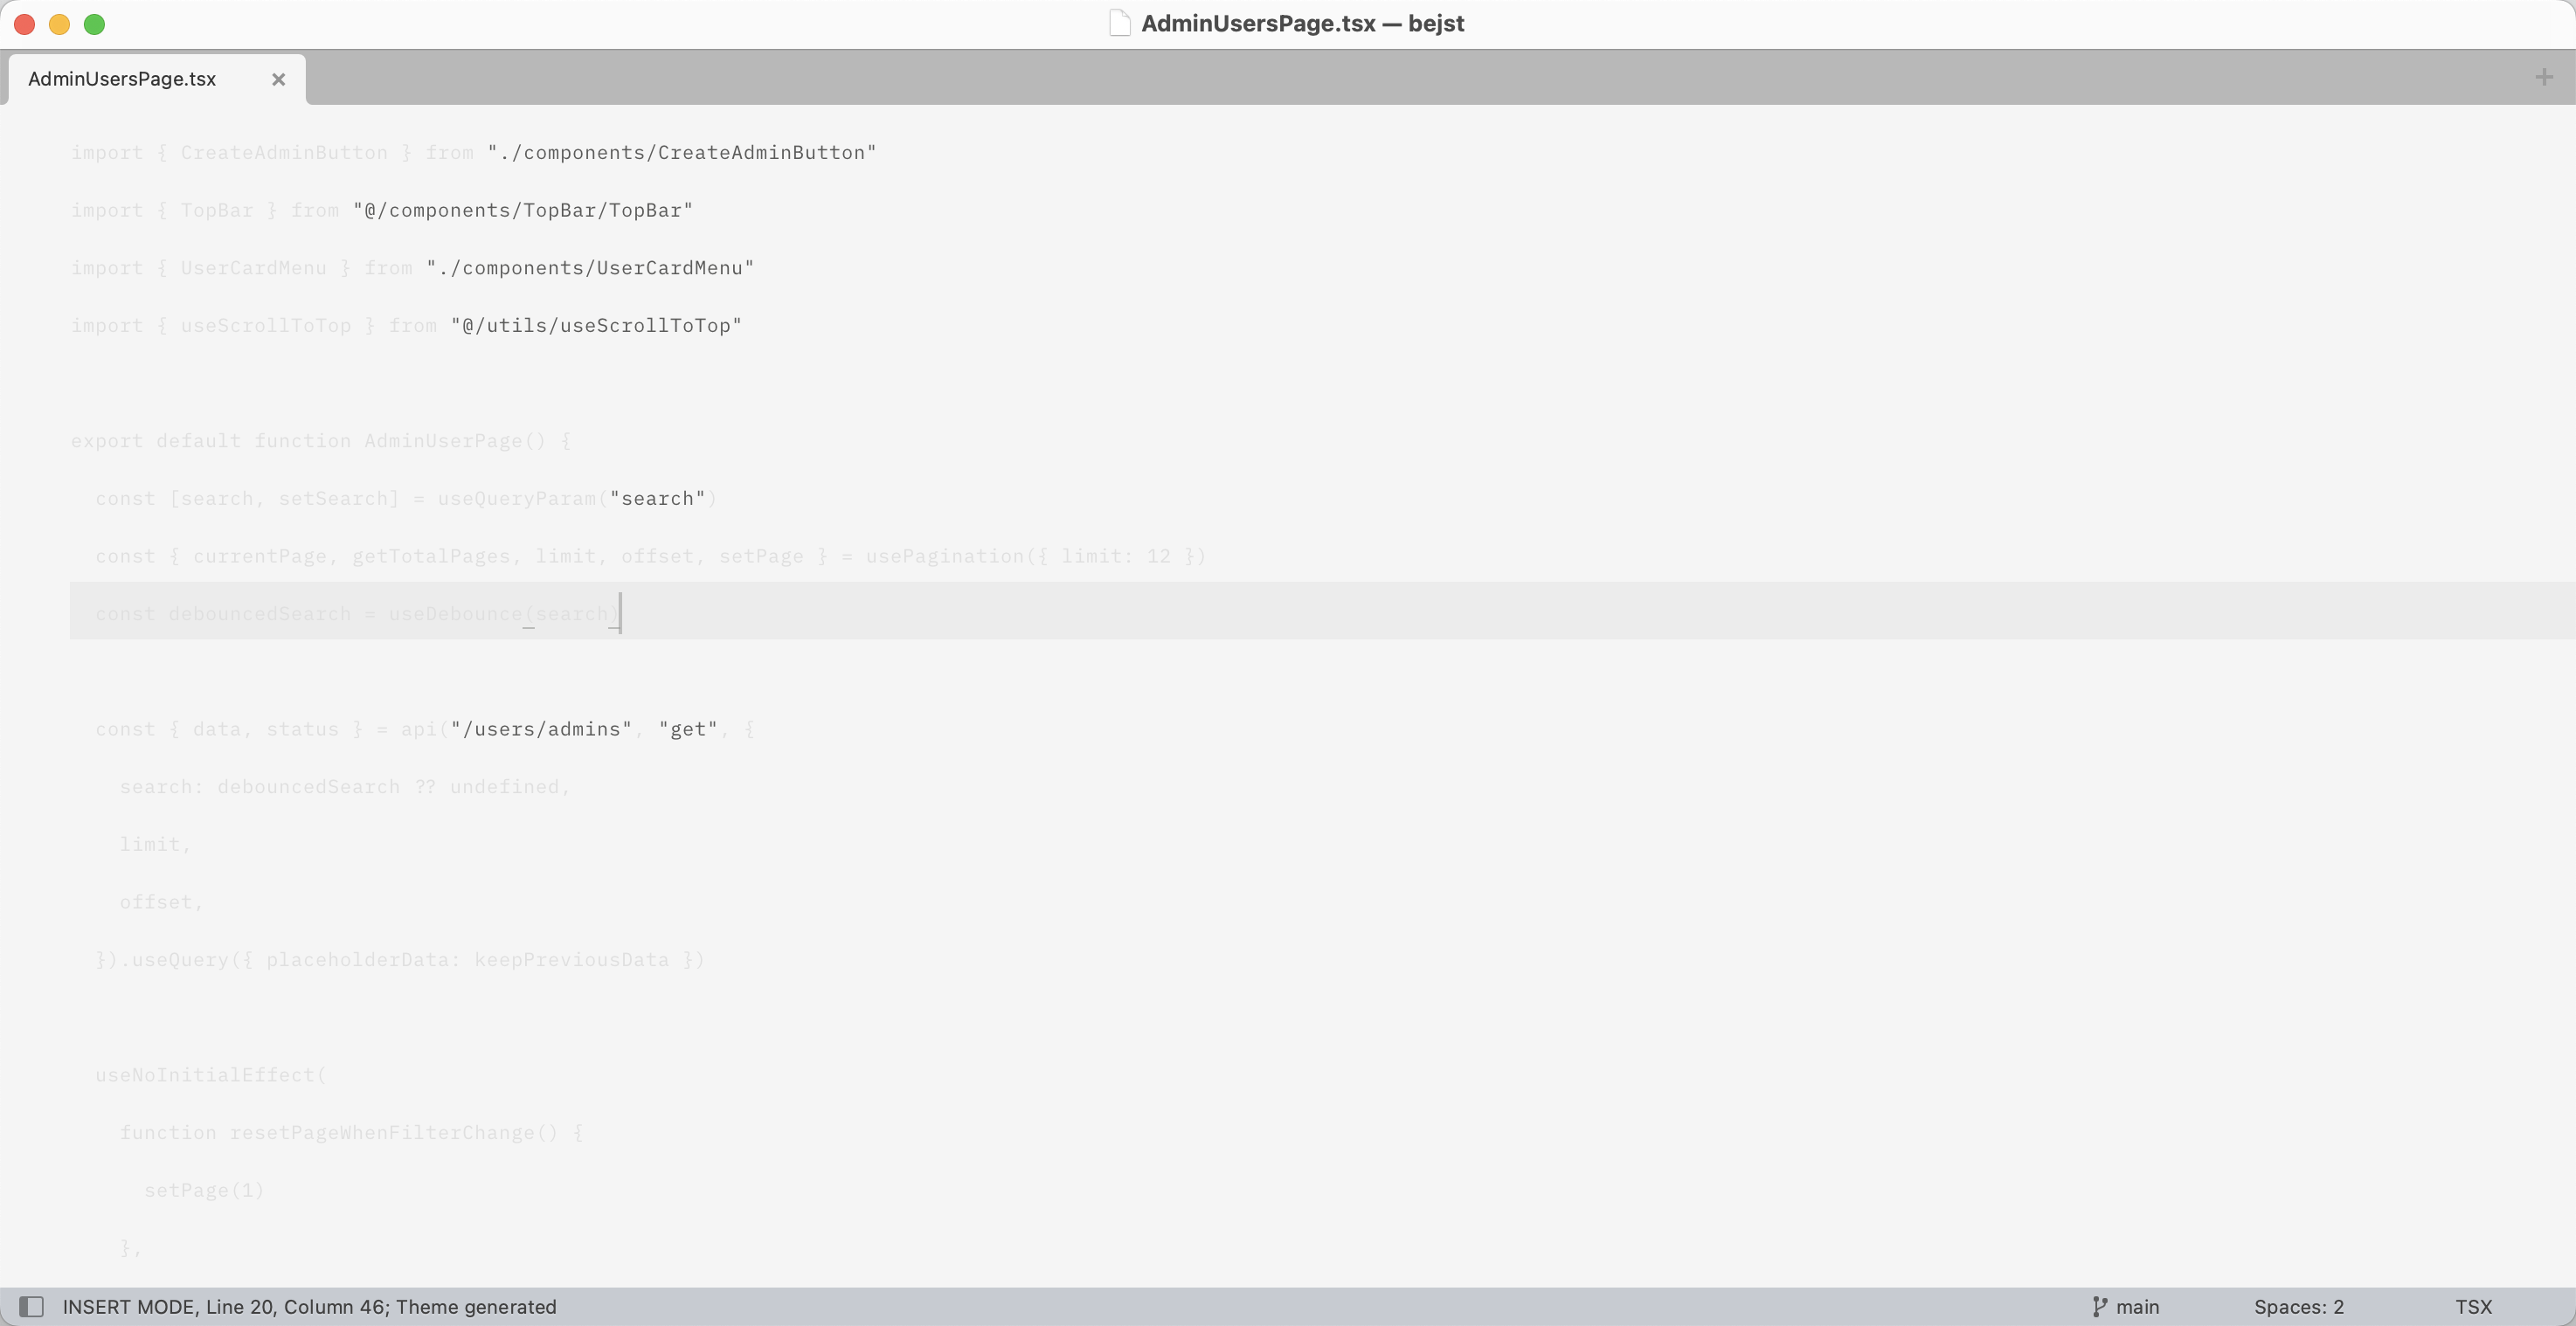 AdminUsersPage.tsx — bejst
AdminUsersPage.tsx
import { CreateAdminButton } from "./components/CreateAdminButton"
import { TopBar } from "@/components/TopBar/TopBar"
import { UserCardMenu } from "./components/UserCardMenu"
import { useScrollToTop } from "@/utils/useScrollToTop"
export default function AdminUserPage() {
const [search, setSearch] = useQueryParam("search")
const { currentPage, getTotalPages, limit, offset, setPage } = usePagination({ limit: 12 })
const debouncedSearch = useDebounce(search)
const { data, status } = api("/users/admins", "get", {
search: debouncedSearch ?? undefined,
limit,
offset,
}).useQuery({ placeholderData: keepPreviousData })
useNoInitialEffect(
function resetPageWhenFilterChange() {
setPage(1)
},
INSERT MODE, Line 20, Column 46; Theme generated
main
Spaces: 2
TSX